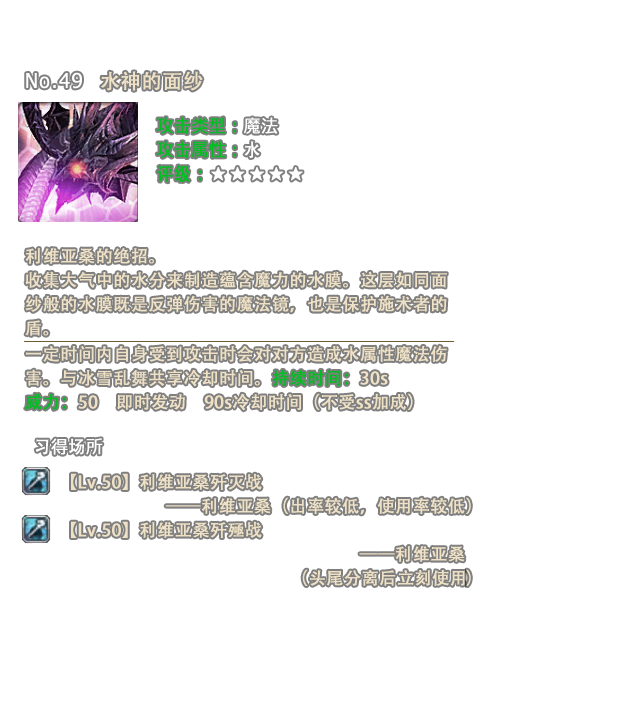 No.49 水神的面纱
攻击类型：魔法
攻击属性：水
评级：☆☆☆☆☆
利维亚桑的绝招。
收集大气中的水分来制造蕴含魔力的水膜。这层如同面
纱般的水膜既是反弹伤害的魔法镜，也是保护施术者的
盾。
一定时间内自身受到攻击时会对对方造成水属性魔法伤
害。与冰雪乱舞共享冷却时间。持续时间：30s
威力：50 即时发动 90s冷却时间（不受ss加成）
习得场所
【Lv.50】利维亚桑歼灭战
——利维亚桑（出率较低，使用率较低）
【Lv.50】利维亚桑歼殛战
——利维亚桑
（头尾分离后立刻使用）